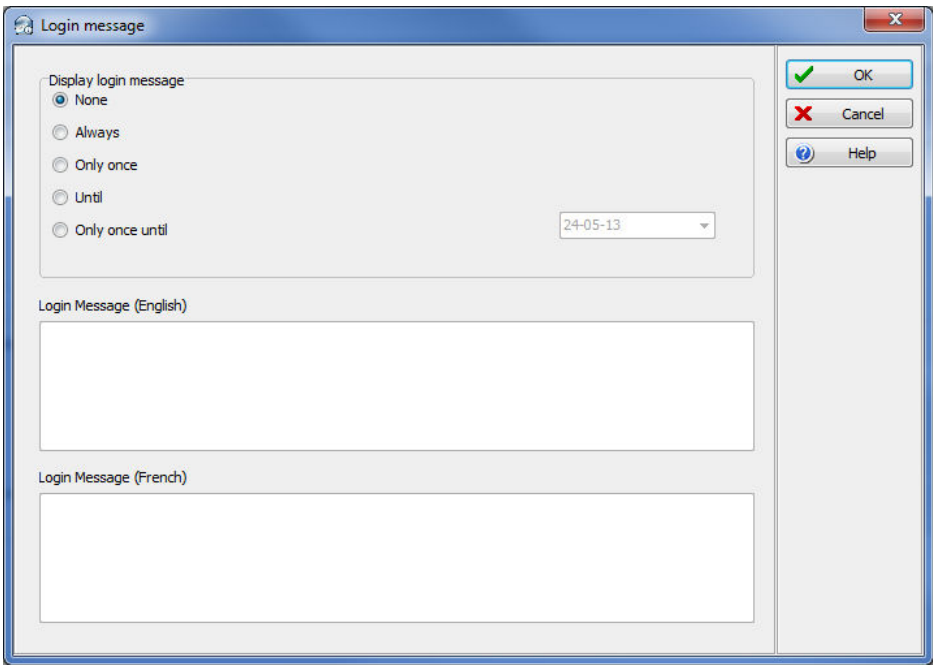 Login message
Display login message
None
Always
Only once
Until
Only once until
24-05-13
Login Message (English)
Login Message (French)
OK
Cancel
Help